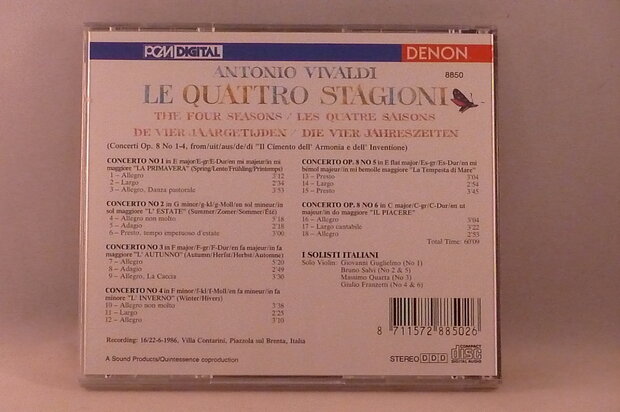 PCM DIGITAL
DENON
ANTONIO VIVALDI
8850
LE QUATTRO STAGIONI
THE FOUR SEASONS / LES QUATRE SAISONS
DE VIER JAARGETIJDEN / DIE VIER JAHRESZEITEN
(Concerti Op. 8 No 1-4, from/uit/aus/de/di "Il Cimento dell' Armonia e dell' Inventione)
CONCERTO NO 1 in E major/E-gr/E-Dur/en mi majeur/in mi
maggiore "LA PRIMAVERA" (Spring/Lente/Frühling/Printemps)
1 – Allegro 3'12
2 – Largo 2'34
3 – Allegro, Danza pastorale 3'53
CONCERTO NO 2 in G minor/g-kl/g-Moll/en sol mineur/in
sol maggiore "L' ESTATE" (Summer/Zomer/Sommer/Été)
4 – Allegro non molto 5'18
5 – Adagio 2'18
6 – Presto, tempo impetuoso d'estate 3'00
CONCERTO NO 3 in F major/F-gr/F-Dur/en fa majeur/in fa
maggiore "L' AUTUNNO" (Autumn/Herfst/Herbst/Automne)
7 – Allegro 5'20
8 – Adagio 2'49
9 – Allegro, La Caccia 3'30
CONCERTO NO 4 in F minor/f-kl/f-Moll/en fa mineur/in fa
minore "L' INVERNO" (Winter/Hivers)
10 – Allegro non molto 3'38
11 – Largo 2'25
12 – Allegro 3'10
Recording: 16/22-6-1986, Villa Contarini, Piazzola sul Brenta, Italia
A Sound Products/Quintessence coproduction
CONCERTO OP. 8 NO 5 in E flat major/Es-gr/Es-Dur/en mi
bémol majeur/in mi bemolle maggiore "La Tempesta di Mare"
13 – Presto 3'04
14 – Largo 2'54
15 – Presto 3'45
CONCERTO OP. 8 NO 6 in C major/C-gr/C-Dur/en ut
majeur/in do maggiore "IL PIACERE"
16 – Allegro 3'04
17 – Largo cantabile 3'22
18 – Allegro 2'53
Total Time: 60'09
I SOLISTI ITALIANI
Solo Violin: Giovanni Guglielmo (No 1)
Bruno Salvi (No 2 & 5)
Massimo Quarta (No 3)
Giulio Franzetti (No 4 & 6)
8 711572 885026
STEREO DDD
COMPACT disc DIGITAL AUDIO